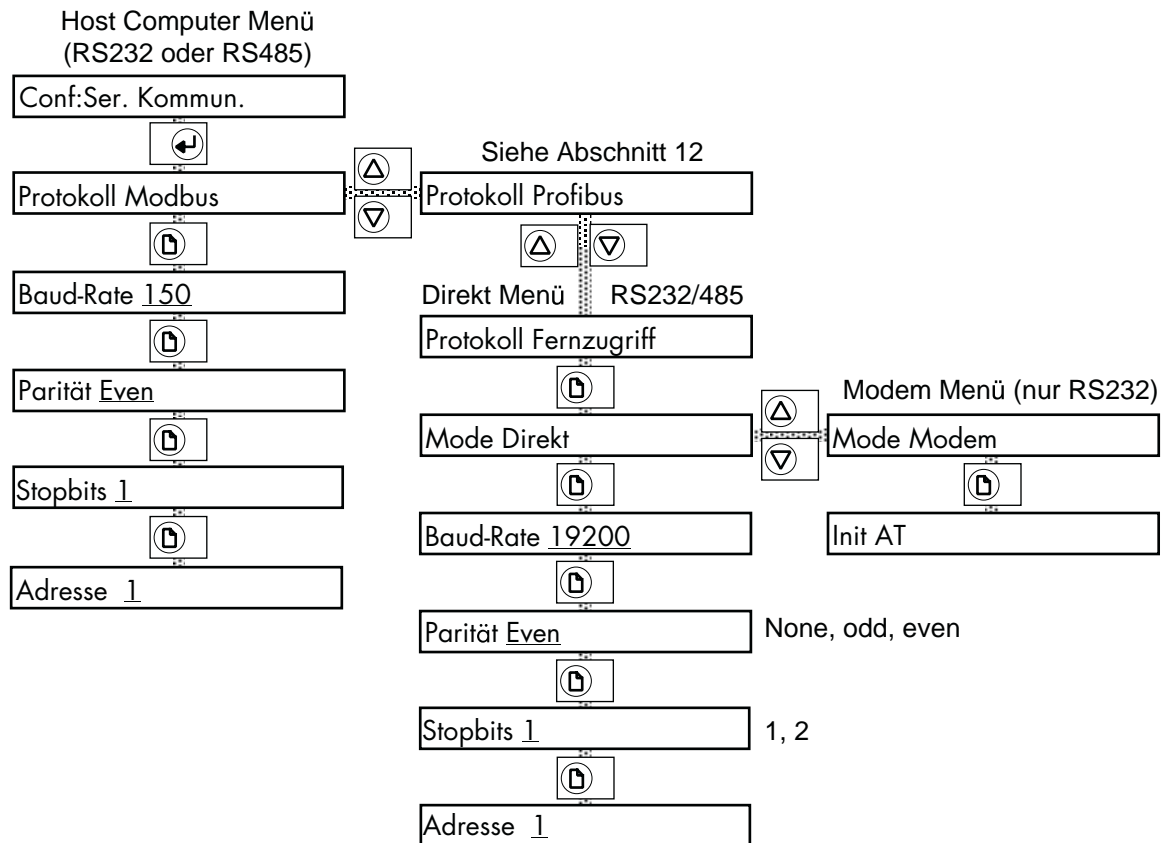 Host Computer Menü
(RS232 oder RS485)
Conf:Ser. Kommun.
Protokoll Modbus
Baud-Rate 150
Parität Even
Stopbits 1
Adresse 1
Siehe Abschnitt 12
Protokoll Profibus
Direkt Menü RS232/485
Protokoll Fernzugriff
Mode Direkt
Baud-Rate 19200
Parität Even
None, odd, even
Stopbits 1
1, 2
Adresse 1
Modem Menü (nur RS232)
Mode Modem
Init AT